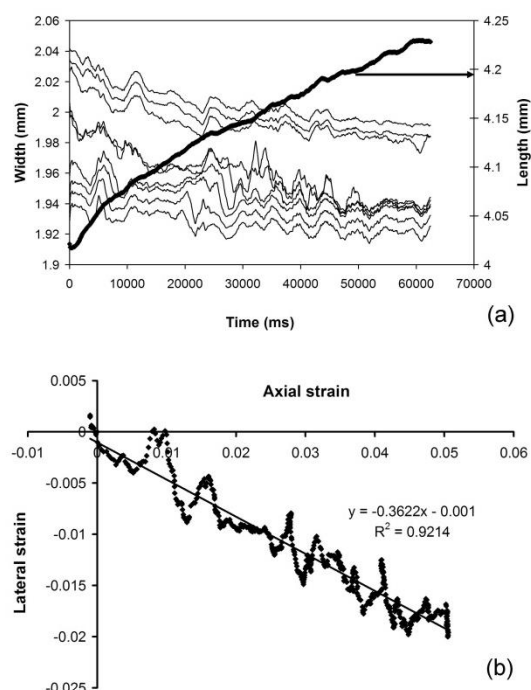 2.06
2.04
2.02
2
1.98
1.96
1.94
1.92
1.9
Width (mm)
4.25
4.2
4.15
4.1
4.05
4
Length (mm)
0 10000 20000 30000 40000 50000 60000 70000
Time (ms)
(a)
0.005
Axial strain
0
-0.01 0 0.01 0.02 0.03 0.04 0.05 0.06
-0.005
-0.01
-0.015
-0.02
-0.025
Lateral strain
y = -0.3622x - 0.001
R² = 0.9214
(b)